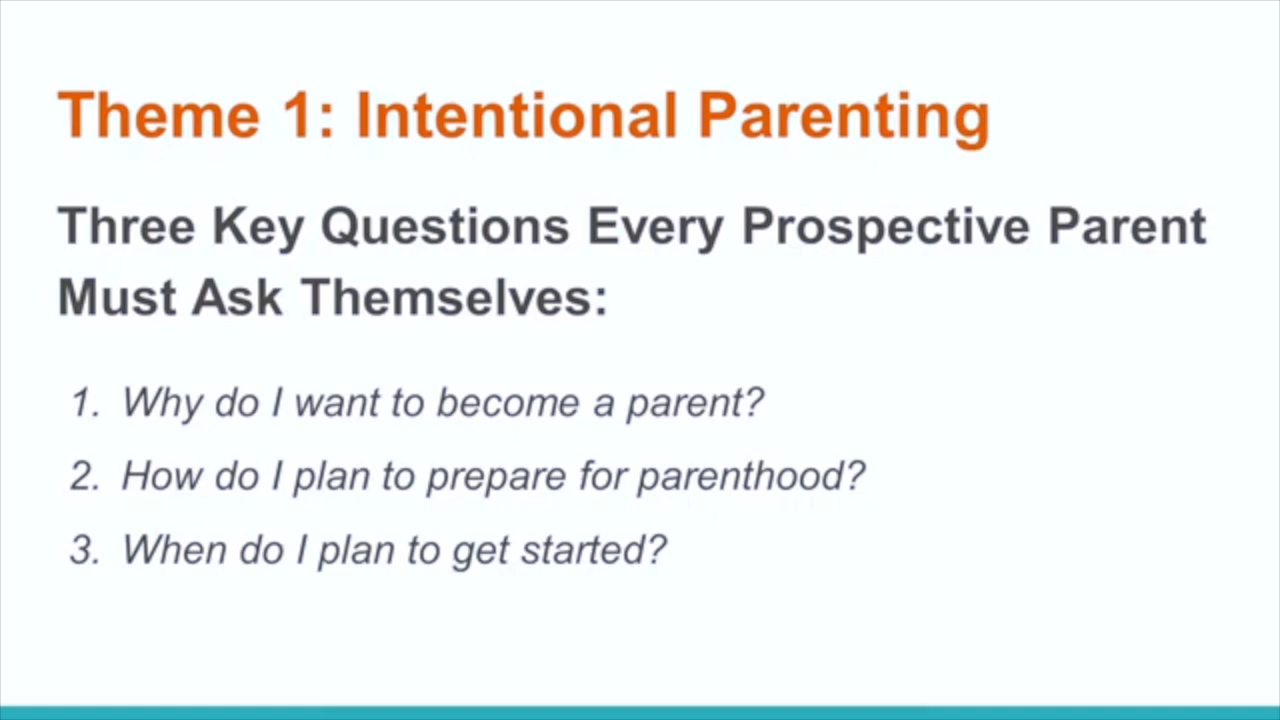 Theme 1: Intentional Parenting
Three Key Questions Every Prospective Parent
Must Ask Themselves:
1. Why do I want to become a parent?
2. How do I plan to prepare for parenthood?
3. When do I plan to get started?